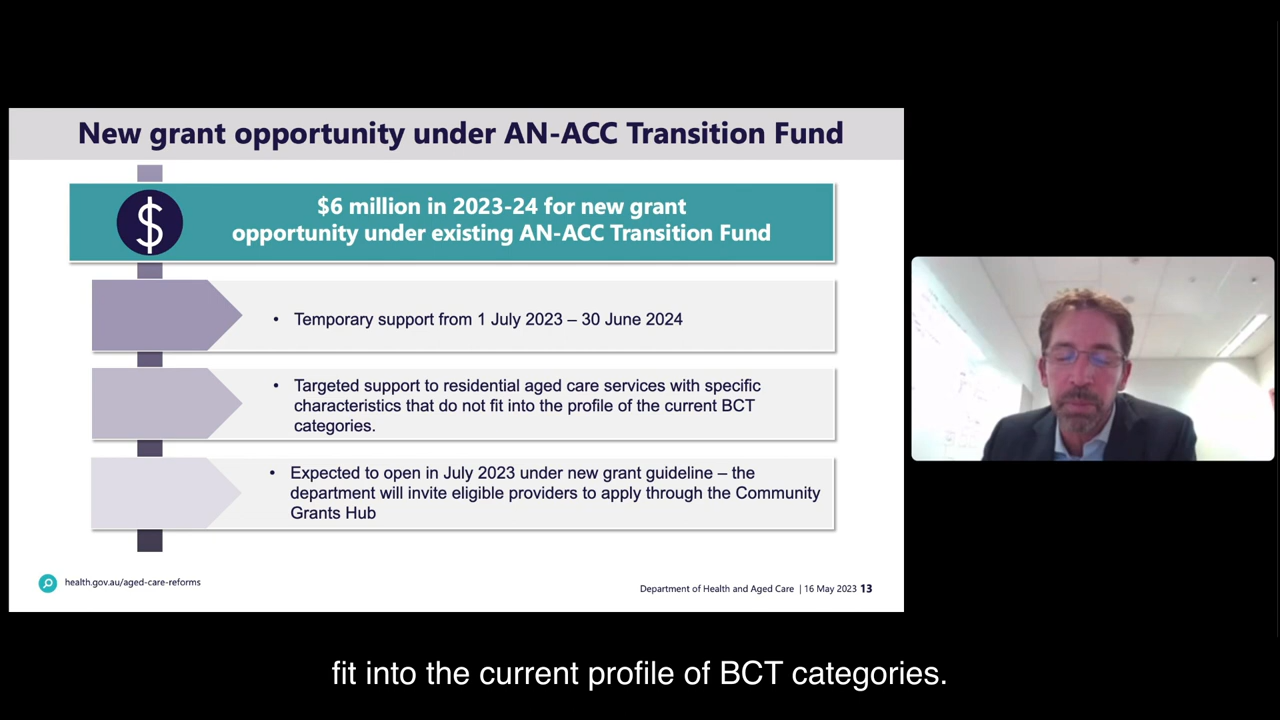 New grant opportunity under AN-ACC Transition Fund
$
$6 million in 2023-24 for new grant
opportunity under existing AN-ACC Transition Fund
• Temporary support from 1 July 2023 – 30 June 2024
• Targeted support to residential aged care services with specific
characteristics that do not fit into the profile of the current BCT
categories.
• Expected to open in July 2023 under new grant guideline – the
department will invite eligible providers to apply through the Community
Grants Hub
health.gov.au/aged-care-reforms
Department of Health and Aged Care | 16 May 2023 13
fit into the current profile of BCT categories.